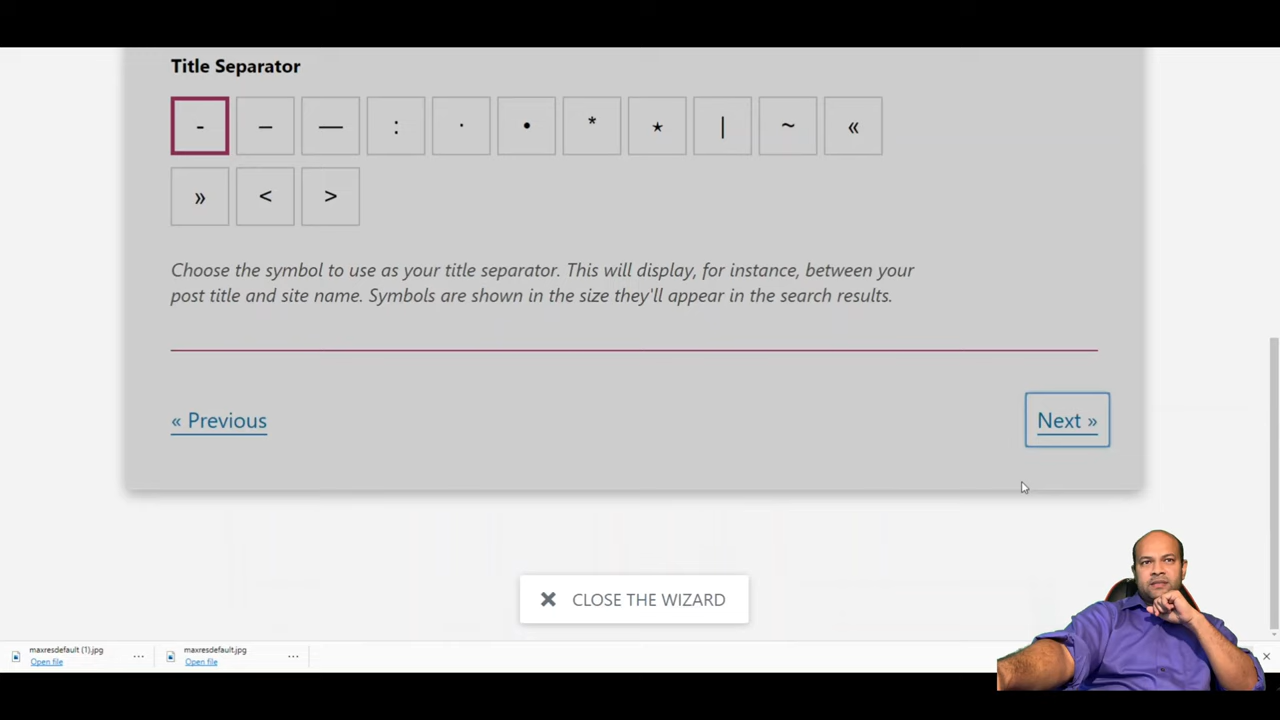 Title Separator
- – — : · • * ⋆ | ~ «
» < >
Choose the symbol to use as your title separator. This will display, for instance, between your
post title and site name. Symbols are shown in the size they'll appear in the search results.
« Previous
Next »
CLOSE THE WIZARD
maxresdefault (1).jpg
Open file
maxresdefault.jpg
Open file